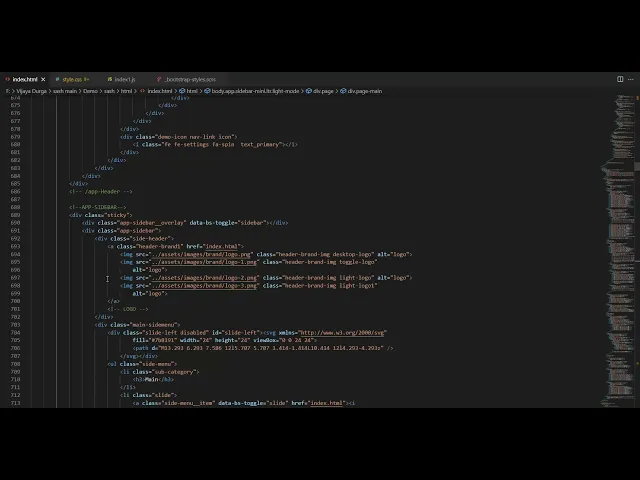 index.html × style.css 9+ index1.js _bootstrap-styles.scss
F: > Vijaya Durga > sash main > Demo > sash > html > index.html > html > body.app.sidebar-mini.ltr.light-mode > div.page > div.page-main
674 </div>
675 </div>
676 </div>
677 </div>
678 </div>
679 <div class="demo-icon nav-link icon">
680 <i class="fe fe-settings fa-spin text_primary"></i>
681 </div>
682 </div>
683 </div>
684 </div>
685 </div>
686 <!-- /app-Header -->
687
688 <!--APP-SIDEBAR-->
689 <div class="sticky">
690 <div class="app-sidebar__overlay" data-bs-toggle="sidebar"></div>
691 <div class="app-sidebar">
692 <div class="side-header">
693 <a class="header-brand1" href="index.html">
694 <img src="../assets/images/brand/logo.png" class="header-brand-img desktop-logo" alt="logo">
695 <img src="../assets/images/brand/logo-1.png" class="header-brand-img toggle-logo"
696 alt="logo">
697 <img src="../assets/images/brand/logo-2.png" class="header-brand-img light-logo" alt="logo">
698 <img src="../assets/images/brand/logo-3.png" class="header-brand-img light-logo1"
699 alt="logo">
700 </a>
701 <!-- LOGO -->
702 </div>
703 <div class="main-sidemenu">
704 <div class="slide-left disabled" id="slide-left"><svg xmlns="http://www.w3.org/2000/svg"
705 fill="#7b8191" width="24" height="24" viewBox="0 0 24 24">
706 <path d="M13.293 6.293 7.586 12l5.707 5.707 1.414-1.414L10.414 12l4.293-4.293z" />
707 </svg></div>
708 <ul class="side-menu">
709 <li class="sub-category">
710 <h3>Main</h3>
711 </li>
712 <li class="slide">
713 <a class="side-menu__item" data-bs-toggle="slide" href="index.html"><i